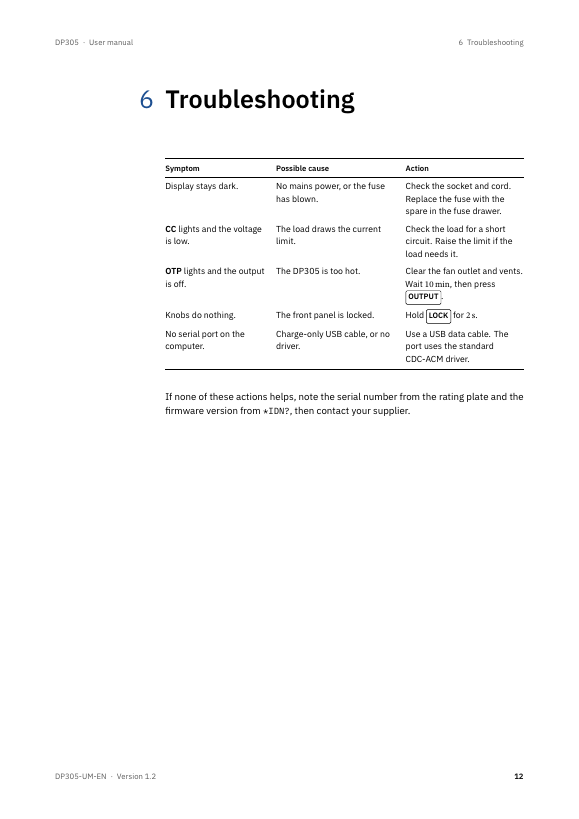 DP305 · User manual
6 Troubleshooting
6 Troubleshooting
Symptom Possible cause Action
Display stays dark. No mains power, or the fuse has blown. Check the socket and cord. Replace the fuse with the spare in the fuse drawer.
CC lights and the voltage is low. The load draws the current limit. Check the load for a short circuit. Raise the limit if the load needs it.
OTP lights and the output is off. The DP305 is too hot. Clear the fan outlet and vents. Wait 10 min, then press OUTPUT.
Knobs do nothing. The front panel is locked. Hold LOCK for 2 s.
No serial port on the computer. Charge-only USB cable, or no driver. Use a USB data cable. The port uses the standard CDC-ACM driver.
If none of these actions helps, note the serial number from the rating plate and the
firmware version from *IDN?, then contact your supplier.
DP305-UM-EN · Version 1.2
12